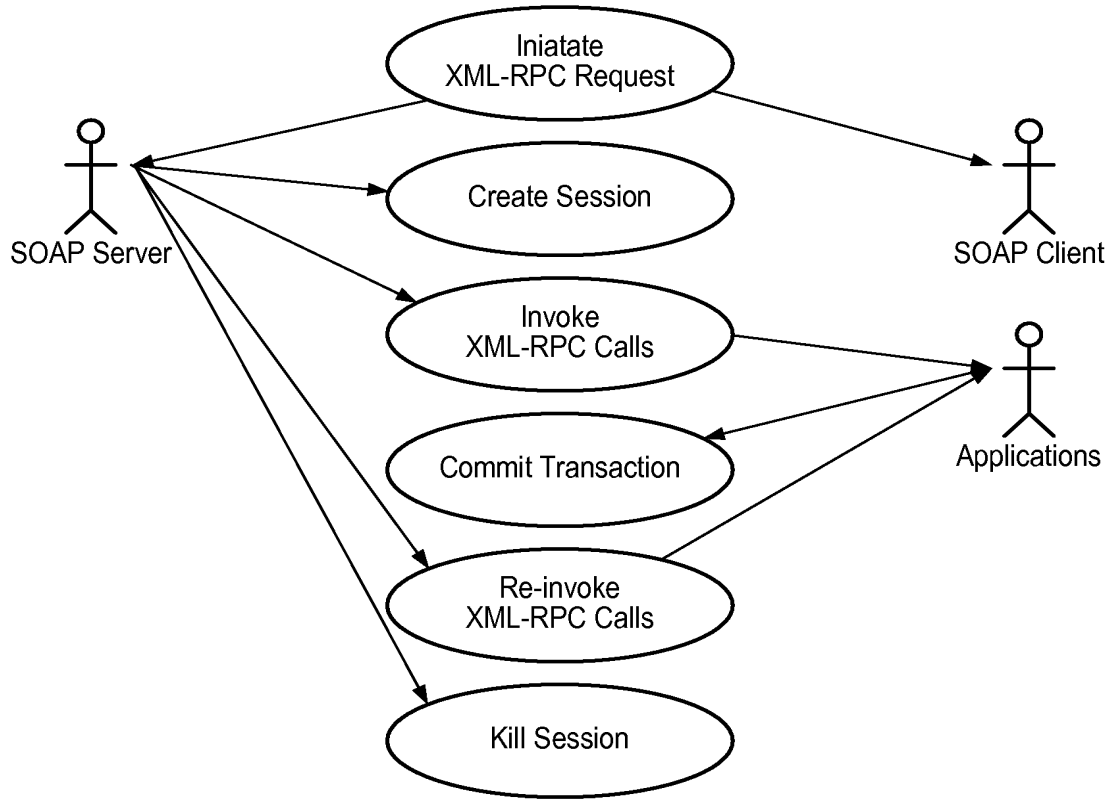 Iniatate
XML-RPC Request
SOAP Server
Create Session
SOAP Client
Invoke
XML-RPC Calls
Commit Transaction
Applications
Re-invoke
XML-RPC Calls
Kill Session